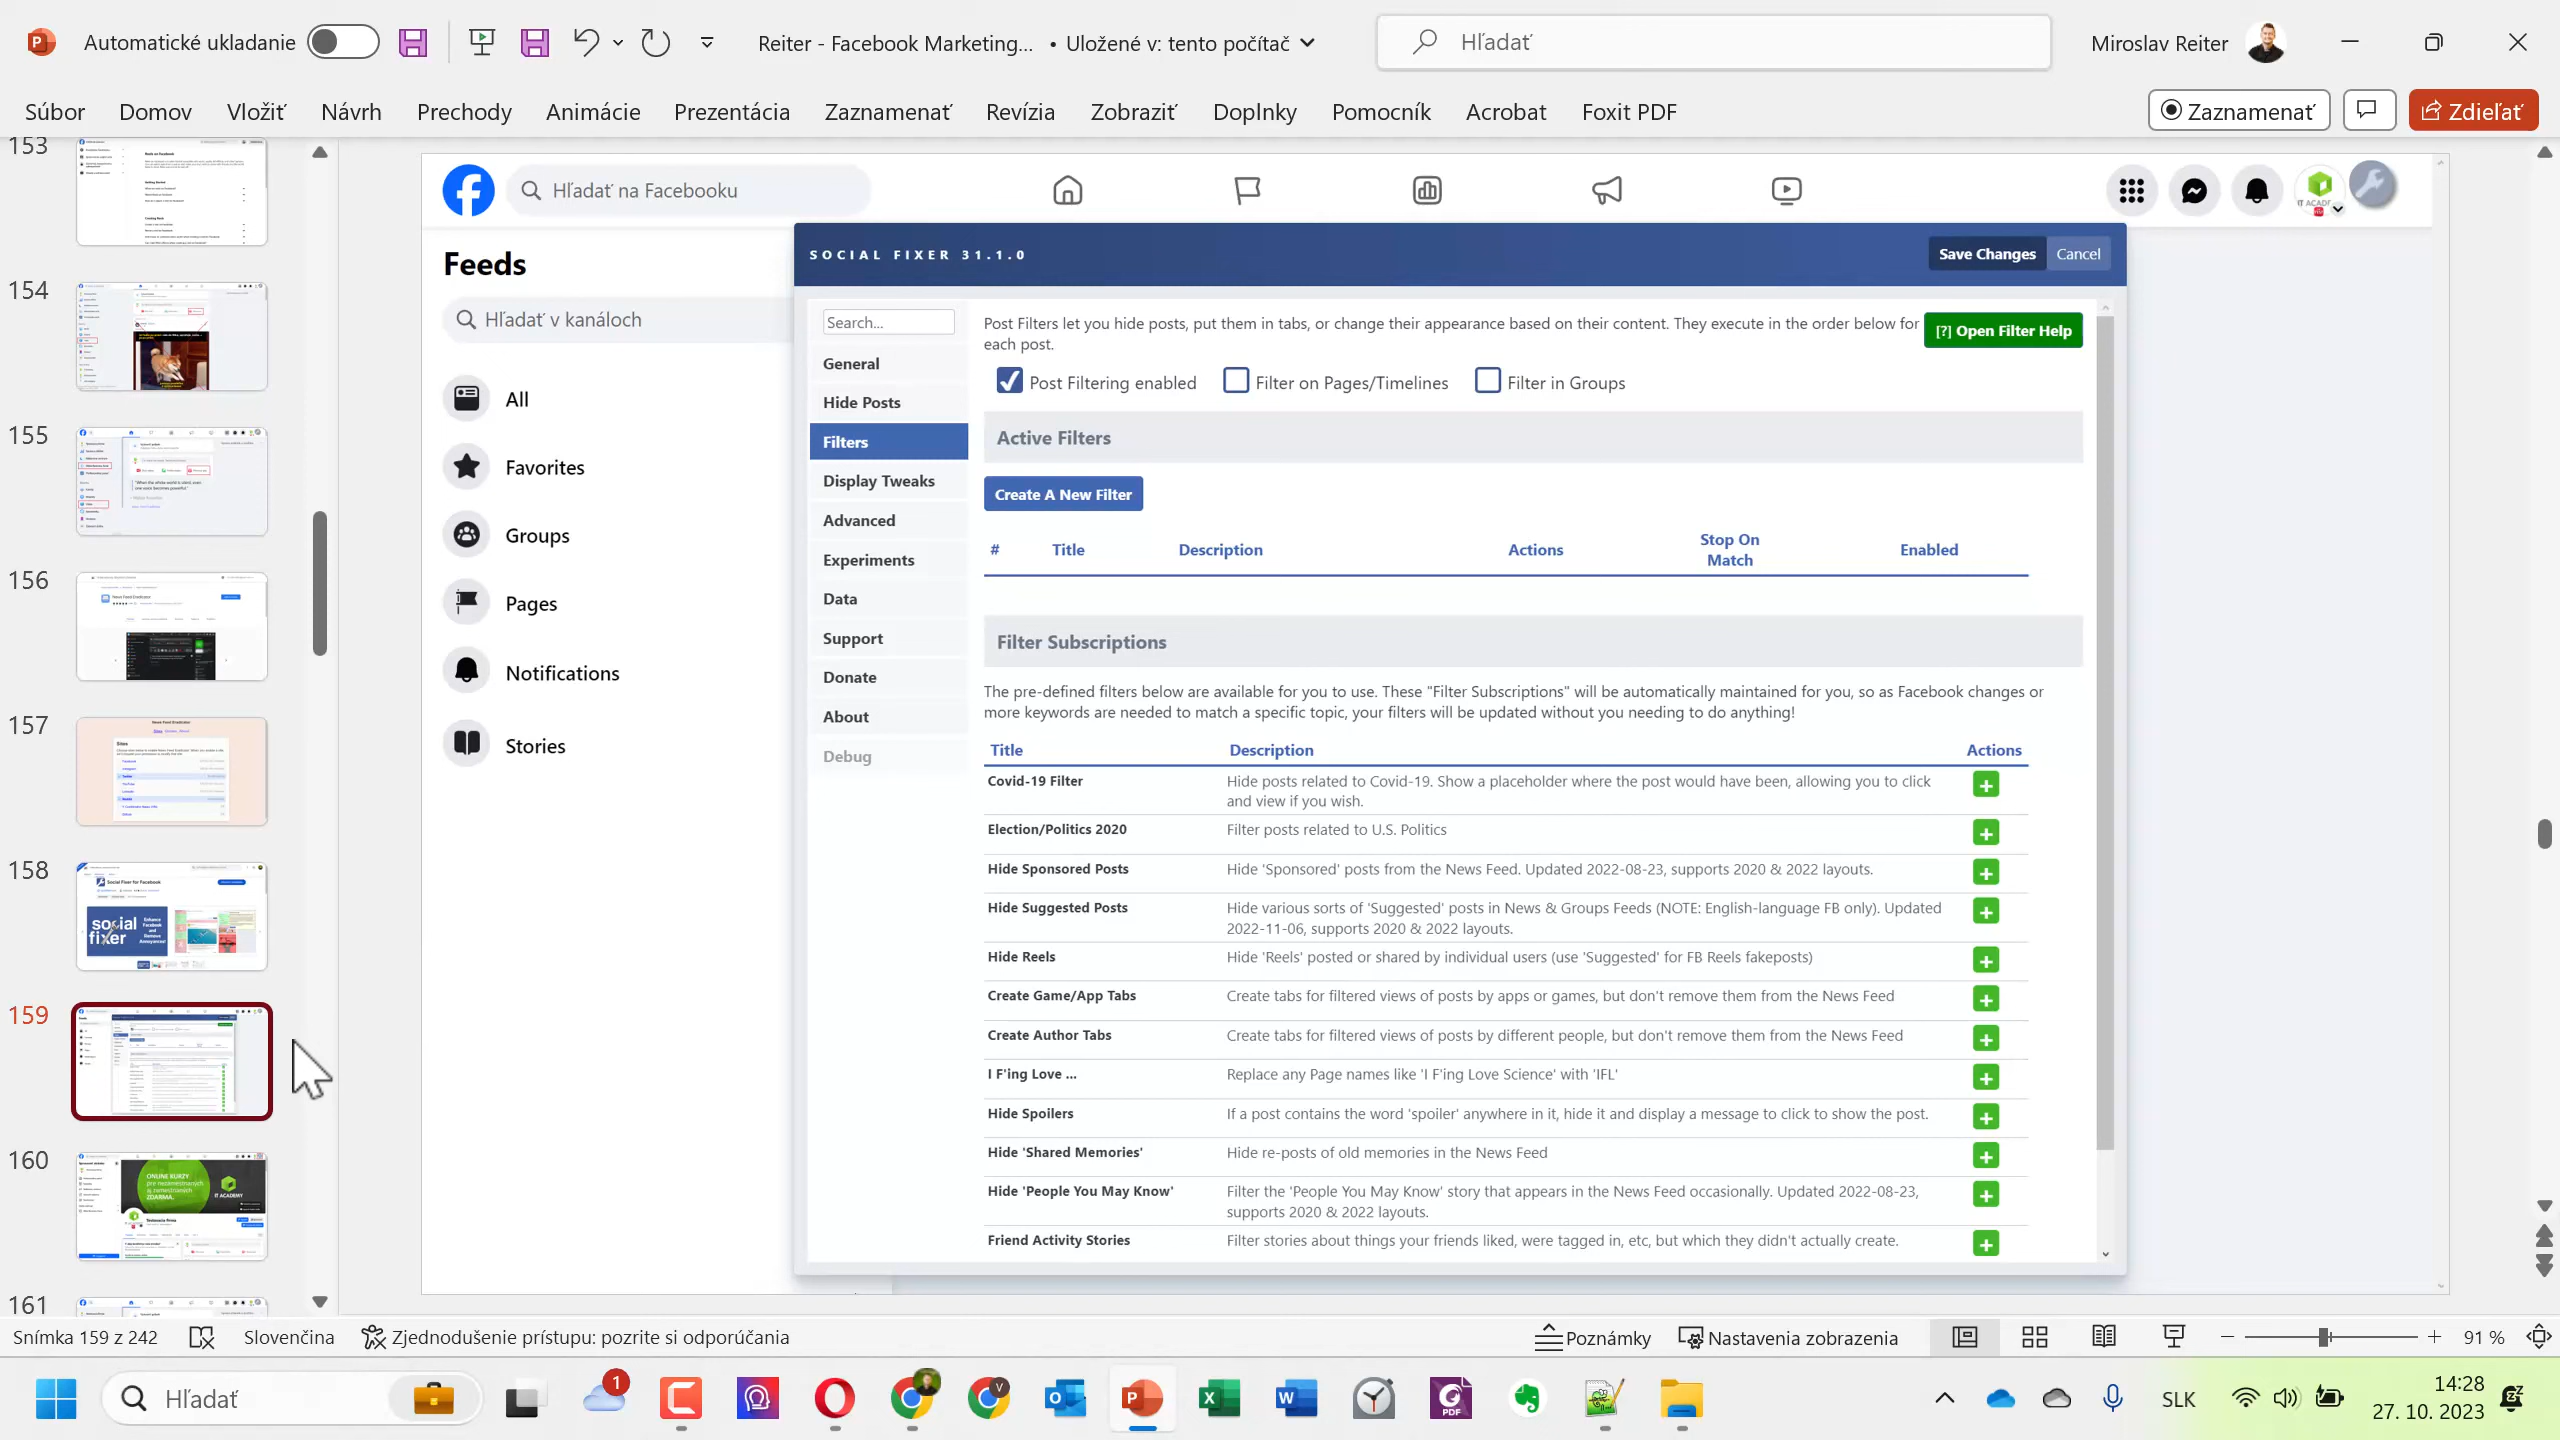 Automatické ukladanie
Reiter - Facebook Marketing... • Uložené v: tento počítač
Hľadať
Miroslav Reiter
Súbor Domov Vložiť Návrh Prechody Animácie Prezentácia Zaznamenať Revízia Zobraziť Doplnky Pomocník Acrobat Foxit PDF
Zaznamenať
Zdieľať
153
154
155
156
157
158
Social Fixer for Facebook
social fixer
Enhance Facebook and Remove Annoyances!
159
160
ONLINE KURZY
ZDARMA.
IT ACADEMY
161
Hľadať na Facebooku
Feeds
Hľadať v kanáloch
All
Favorites
Groups
Pages
Notifications
Stories
SOCIAL FIXER 31.1.0
Save Changes Cancel
Search...
General
Hide Posts
Filters
Display Tweaks
Advanced
Experiments
Data
Support
Donate
About
Debug
Post Filters let you hide posts, put them in tabs, or change their appearance based on their content. They execute in the order below for
each post.
[?] Open Filter Help
Post Filtering enabled Filter on Pages/Timelines Filter in Groups
Active Filters
Create A New Filter
# Title Description Actions Stop On Match Enabled
Filter Subscriptions
The pre-defined filters below are available for you to use. These "Filter Subscriptions" will be automatically maintained for you, so as Facebook changes or
more keywords are needed to match a specific topic, your filters will be updated without you needing to do anything!
Title Description Actions
Covid-19 Filter Hide posts related to Covid-19. Show a placeholder where the post would have been, allowing you to click
and view if you wish.
Election/Politics 2020 Filter posts related to U.S. Politics
Hide Sponsored Posts Hide 'Sponsored' posts from the News Feed. Updated 2022-08-23, supports 2020 & 2022 layouts.
Hide Suggested Posts Hide various sorts of 'Suggested' posts in News & Groups Feeds (NOTE: English-language FB only). Updated
2022-11-06, supports 2020 & 2022 layouts.
Hide Reels Hide 'Reels' posted or shared by individual users (use 'Suggested' for FB Reels fakeposts)
Create Game/App Tabs Create tabs for filtered views of posts by apps or games, but don't remove them from the News Feed
Create Author Tabs Create tabs for filtered views of posts by different people, but don't remove them from the News Feed
I F'ing Love ... Replace any Page names like 'I F'ing Love Science' with 'IFL'
Hide Spoilers If a post contains the word 'spoiler' anywhere in it, hide it and display a message to click to show the post.
Hide 'Shared Memories' Hide re-posts of old memories in the News Feed
Hide 'People You May Know' Filter the 'People You May Know' story that appears in the News Feed occasionally. Updated 2022-08-23,
supports 2020 & 2022 layouts.
Friend Activity Stories Filter stories about things your friends liked, were tagged in, etc, but which they didn't actually create.
Snímka 159 z 242 Slovenčina Zjednodušenie prístupu: pozrite si odporúčania
Poznámky Nastavenia zobrazenia 91 %
Hľadať
1
SLK
14:28
27. 10. 2023